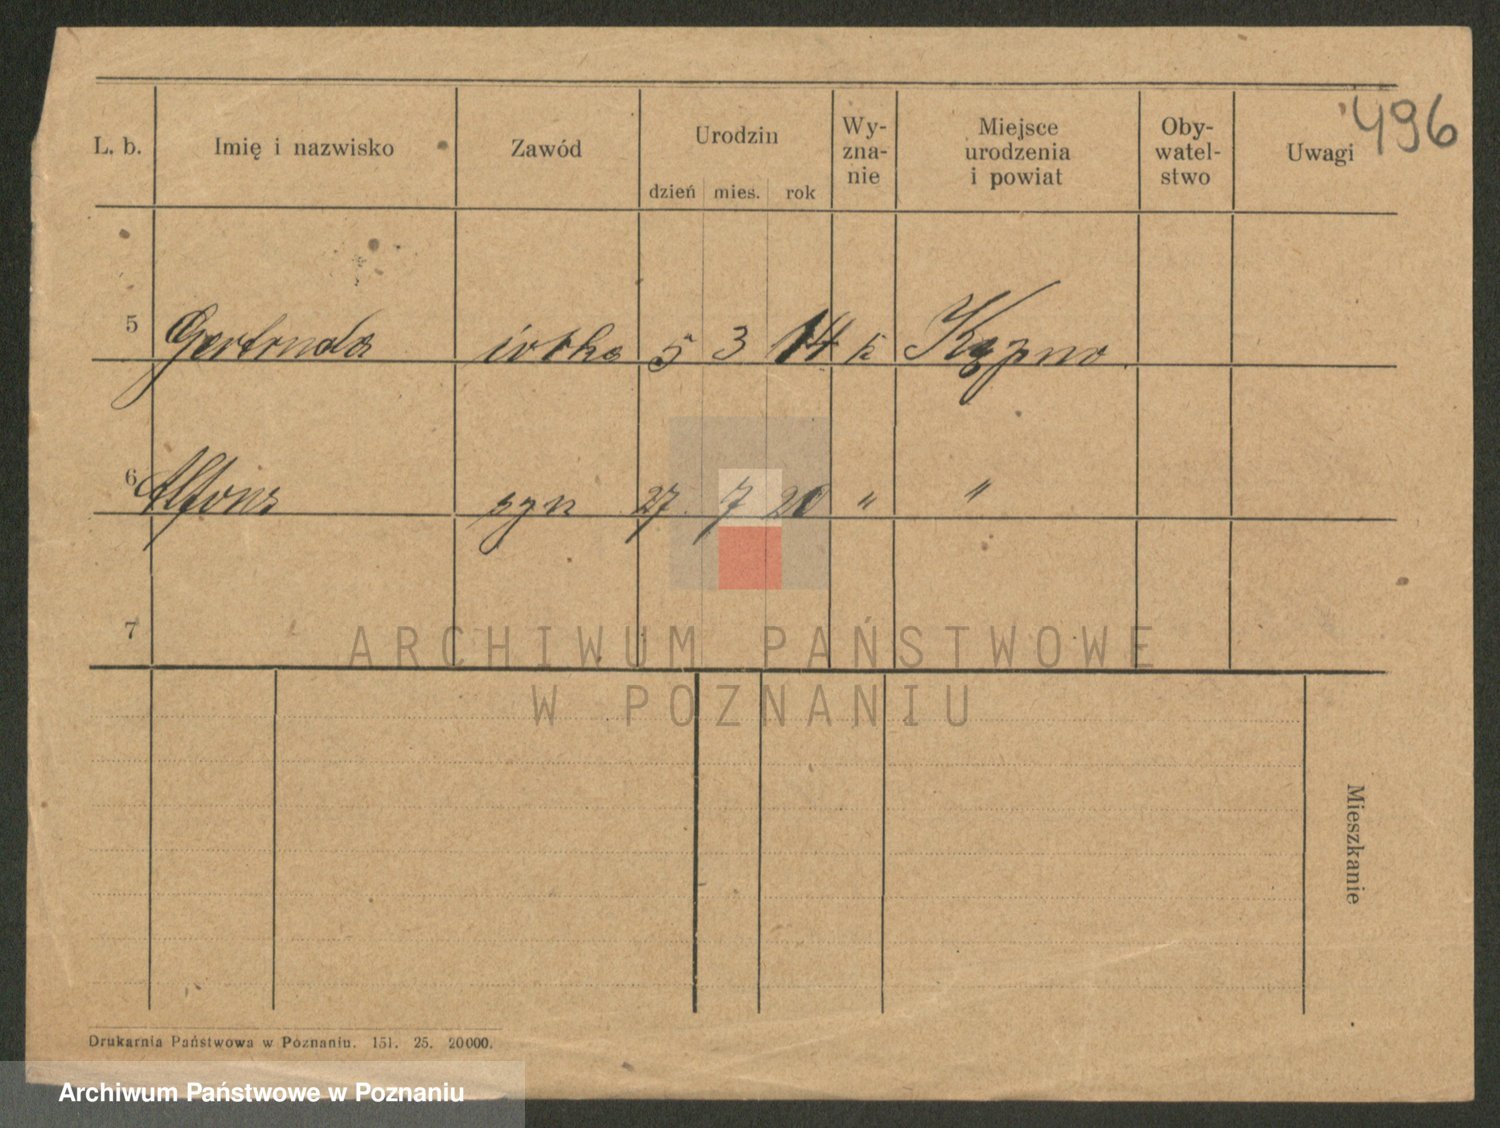 496
L. b. Imię i nazwisko Zawód Urodzin dzień mies. rok Wy-zna-nie Miejsce urodzenia i powiat Oby-watel-stwo Uwagi
5 Gertruda 5 3 14 k
6 Alfons syn 27 7 20 " "
7
ARCHIWUM PAŃSTWOWE
W POZNANIU
Mieszkanie
Drukarnia Państwowa w Poznaniu. 151. 25. 20000.
Archiwum Państwowe w Poznaniu